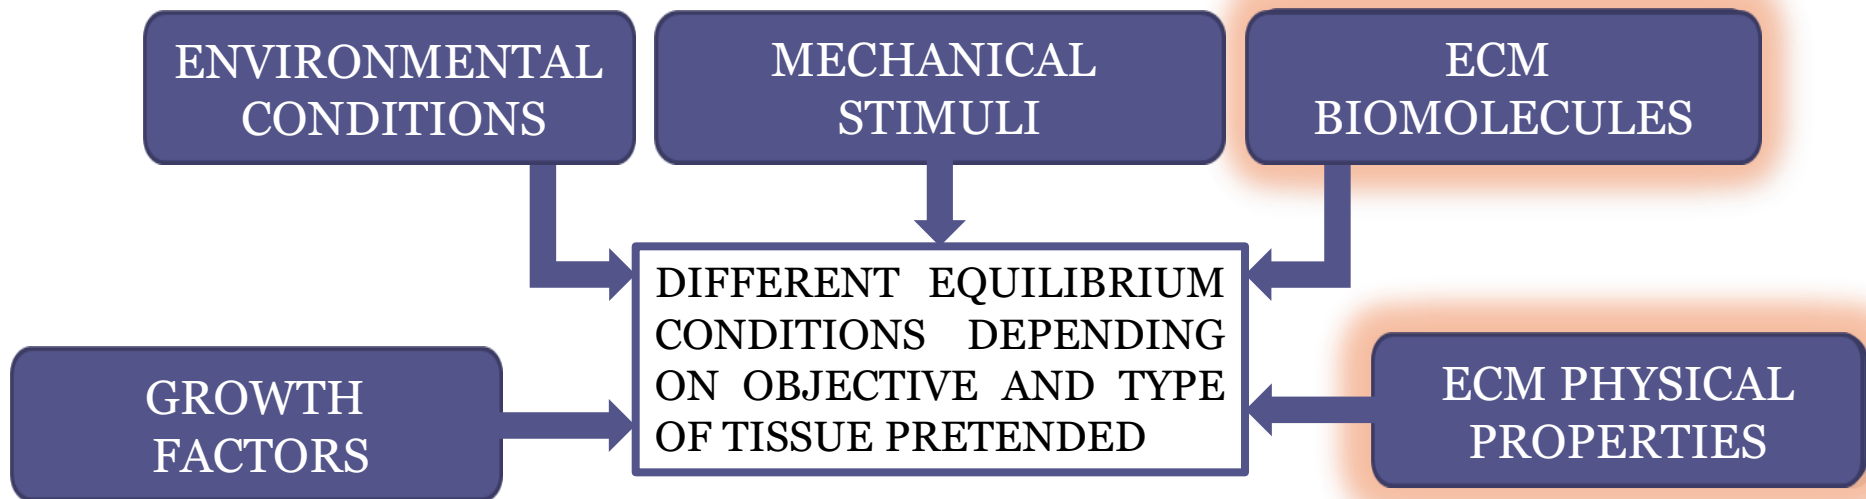 ENVIRONMENTAL
CONDITIONS
MECHANICAL
STIMULI
ECM
BIOMOLECULES
DIFFERENT EQUILIBRIUM
CONDITIONS DEPENDING
ON OBJECTIVE AND TYPE
OF TISSUE PRETENDED
GROWTH
FACTORS
ECM PHYSICAL
PROPERTIES